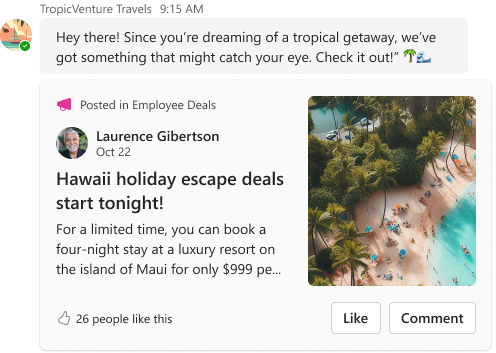 TropicVenture Travels 9:15 AM
Hey there! Since you're dreaming of a tropical getaway, we've
got something that might catch your eye. Check it out!” 🌴🌊
Posted in Employee Deals
Laurence Gibertson
Oct 22
Hawaii holiday escape deals
start tonight!
For a limited time, you can book a
four-night stay at a luxury resort on
the island of Maui for only $999 pe...
26 people like this
Like
Comment